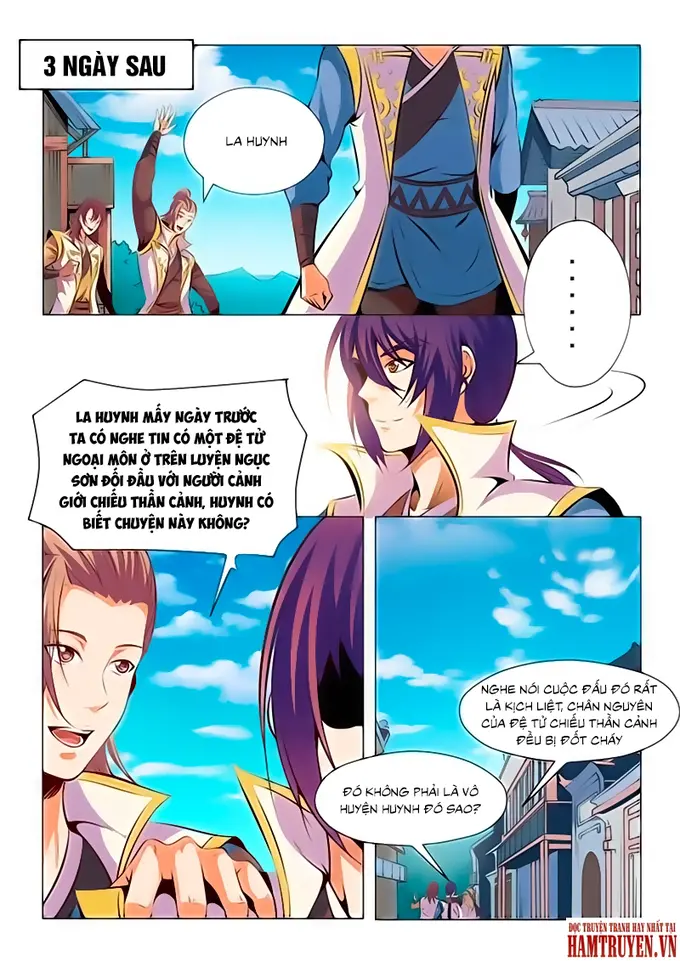 3 NGÀY SAU
LA HUYNH
.....
LA HUYNH MẤY NGÀY TRƯỚC
TA CÓ NGHE TIN CÓ MỘT ĐỆ TỬ
NGOẠI MÔN Ở TRÊN LUYỆN NGỤC
SƠN ĐỐI ĐẦU VỚI NGƯỜI CẢNH
GIỚI CHIẾU THẦN CẢNH, HUYNH CÓ
BIẾT CHUYỆN NÀY KHÔNG?
NGHE NÓI CUỘC ĐẤU ĐÓ RẤT
LÀ KỊCH LIỆT, CHÂN NGUYÊN
CỦA ĐỆ TỬ CHIẾU THẦN CẢNH
ĐỀU BỊ ĐỐT CHÁY
ĐÓ KHÔNG PHẢI LÀ VÔ
HUYỆN HUYNH ĐÓ SAO?
ĐỌC TRUYỆN TRANH HAY NHẤT TẠI
HAMTRUYEN.VN